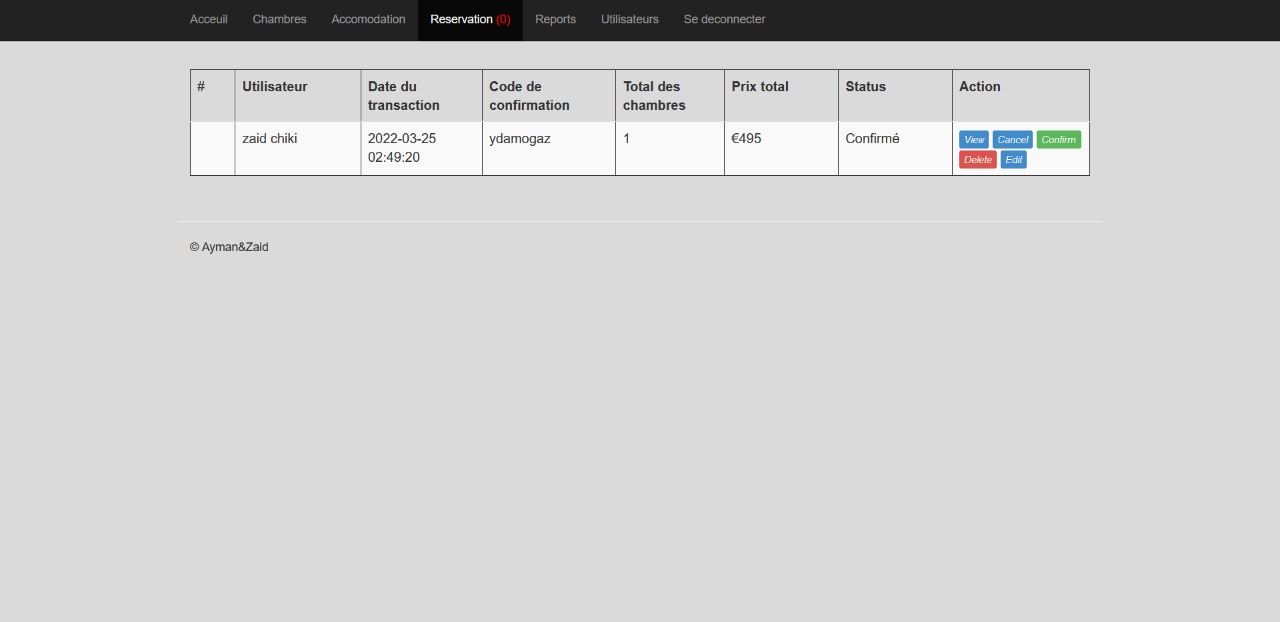 Acceuil Chambres Accomodation Reservation (0) Reports Utilisateurs Se deconnecter
# Utilisateur Date du transaction Code de confirmation Total des chambres Prix total Status Action
zaid chiki 2022-03-25 02:49:20 ydamogaz 1 €495 Confirmé View Cancel Confirm Delete Edit
© Ayman&Zaid